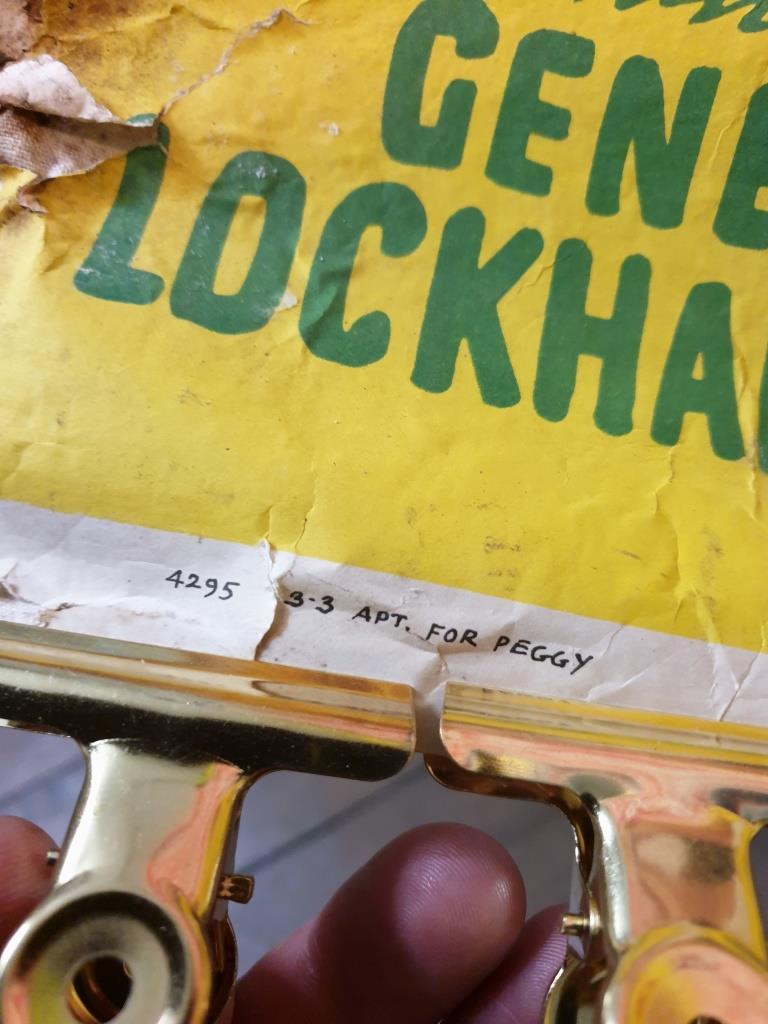 GENE
LOCKHA
4295 3-3 APT. FOR PEGGY